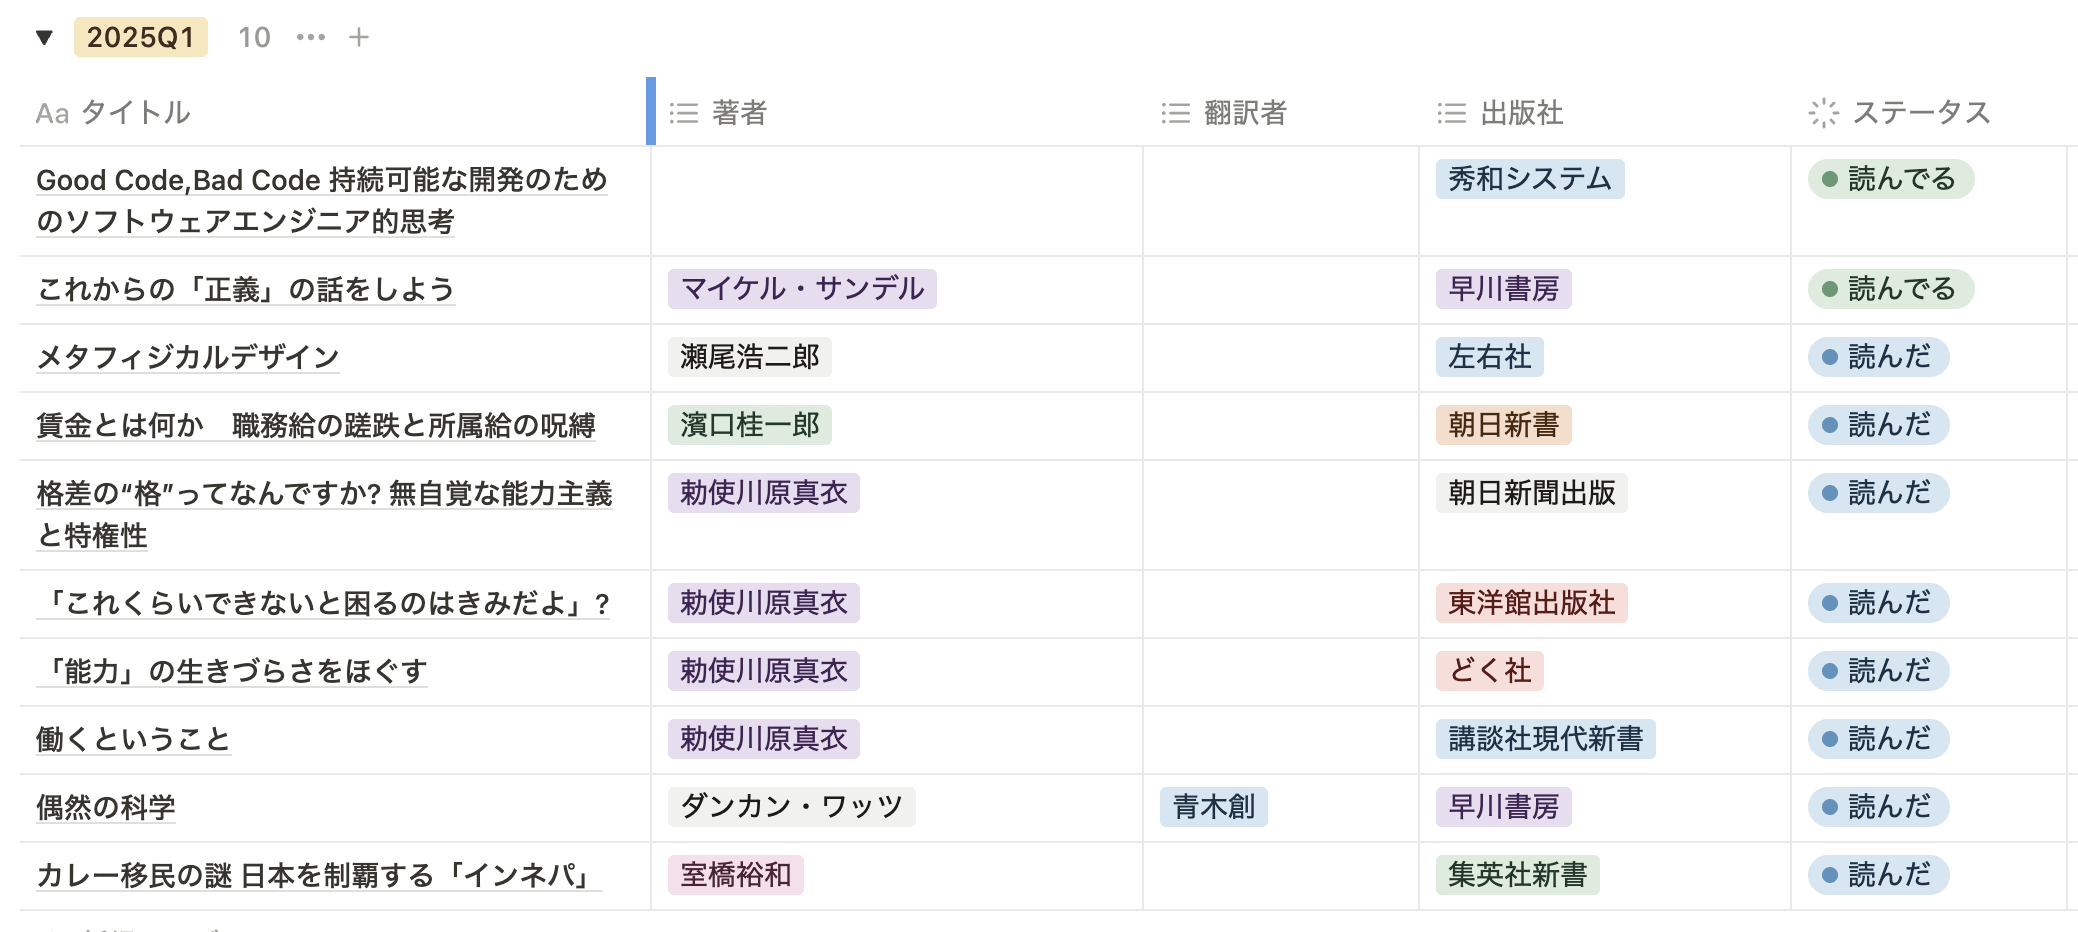 2025Q1 10
Aa タイトル 著者 翻訳者 出版社 ステータス
Good Code,Bad Code 持続可能な開発のため 秀和システム 読んでる
のソフトウェアエンジニア的思考
これからの「正義」の話をしよう マイケル・サンデル 早川書房 読んでる
メタフィジカルデザイン 瀬尾浩二郎 左右社 読んだ
賃金とは何か　職務給の蹉跌と所属給の呪縛 濱口桂一郎 朝日新書 読んだ
格差の“格”ってなんですか? 無自覚な能力主義 勅使川原真衣 朝日新聞出版 読んだ
と特権性
「これくらいできないと困るのはきみだよ」? 勅使川原真衣 東洋館出版社 読んだ
「能力」の生きづらさをほぐす 勅使川原真衣 どく社 読んだ
働くということ 勅使川原真衣 講談社現代新書 読んだ
偶然の科学 ダンカン・ワッツ 青木創 早川書房 読んだ
カレー移民の謎 日本を制覇する「インネパ」 室橋裕和 集英社新書 読んだ